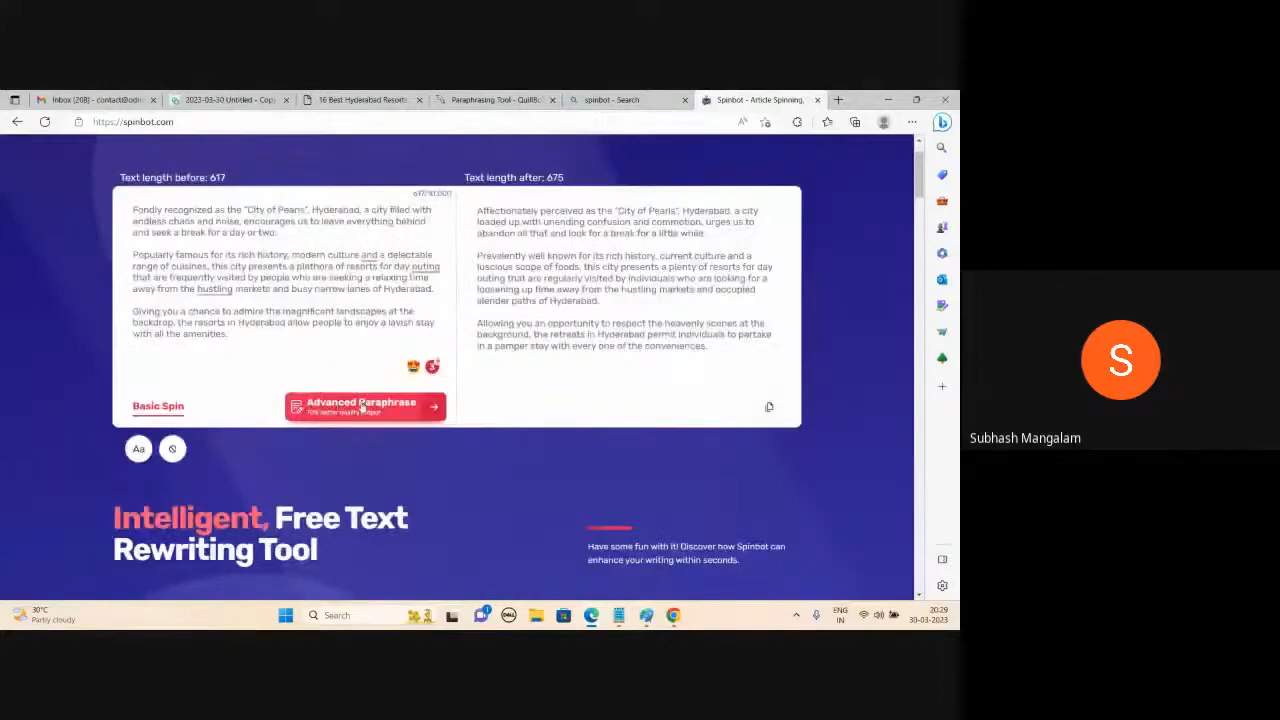 Inbox (208) - contact@odn
2023-03-30 Untitled - Copy
16 Best Hyderabad Resorts
Paraphrasing Tool - QuillBo
spinbot - Search
Spinbot - Article Spinning,
https://spinbot.com
Text length before: 617
Text length after: 675
617/10,000
Fondly recognized as the "City of Pearls", Hyderabad, a city filled with
endless chaos and noise, encourages us to leave everything behind
and seek a break for a day or two.
Popularly famous for its rich history, modern culture and a delectable
range of cuisines, this city presents a plethora of resorts for day outing
that are frequently visited by people who are seeking a relaxing time
away from the hustling markets and busy narrow lanes of Hyderabad.
Giving you a chance to admire the magnificent landscapes at the
backdrop, the resorts in Hyderabad allow people to enjoy a lavish stay
with all the amenities.
Affectionately perceived as the "City of Pearls", Hyderabad, a city
loaded up with unending confusion and commotion, urges us to
abandon all that and look for a break for a little while.
Prevalently well known for its rich history, current culture and a
luscious scope of foods, this city presents a plenty of resorts for day
outing that are regularly visited by individuals who are looking for a
loosening up time away from the hustling markets and occupied
slender paths of Hyderabad.
Allowing you an opportunity to respect the heavenly scenes at the
background, the retreats in Hyderabad permit individuals to partake
in a pamper stay with every one of the conveniences.
Basic Spin
Advanced Paraphrase
70% better quality output
Aa
Intelligent, Free Text
Rewriting Tool
Have some fun with it! Discover how Spinbot can
enhance your writing within seconds.
30°C
Partly cloudy
Search
DELL
1
ENG
IN
20:29
30-03-2023
S
Subhash Mangalam